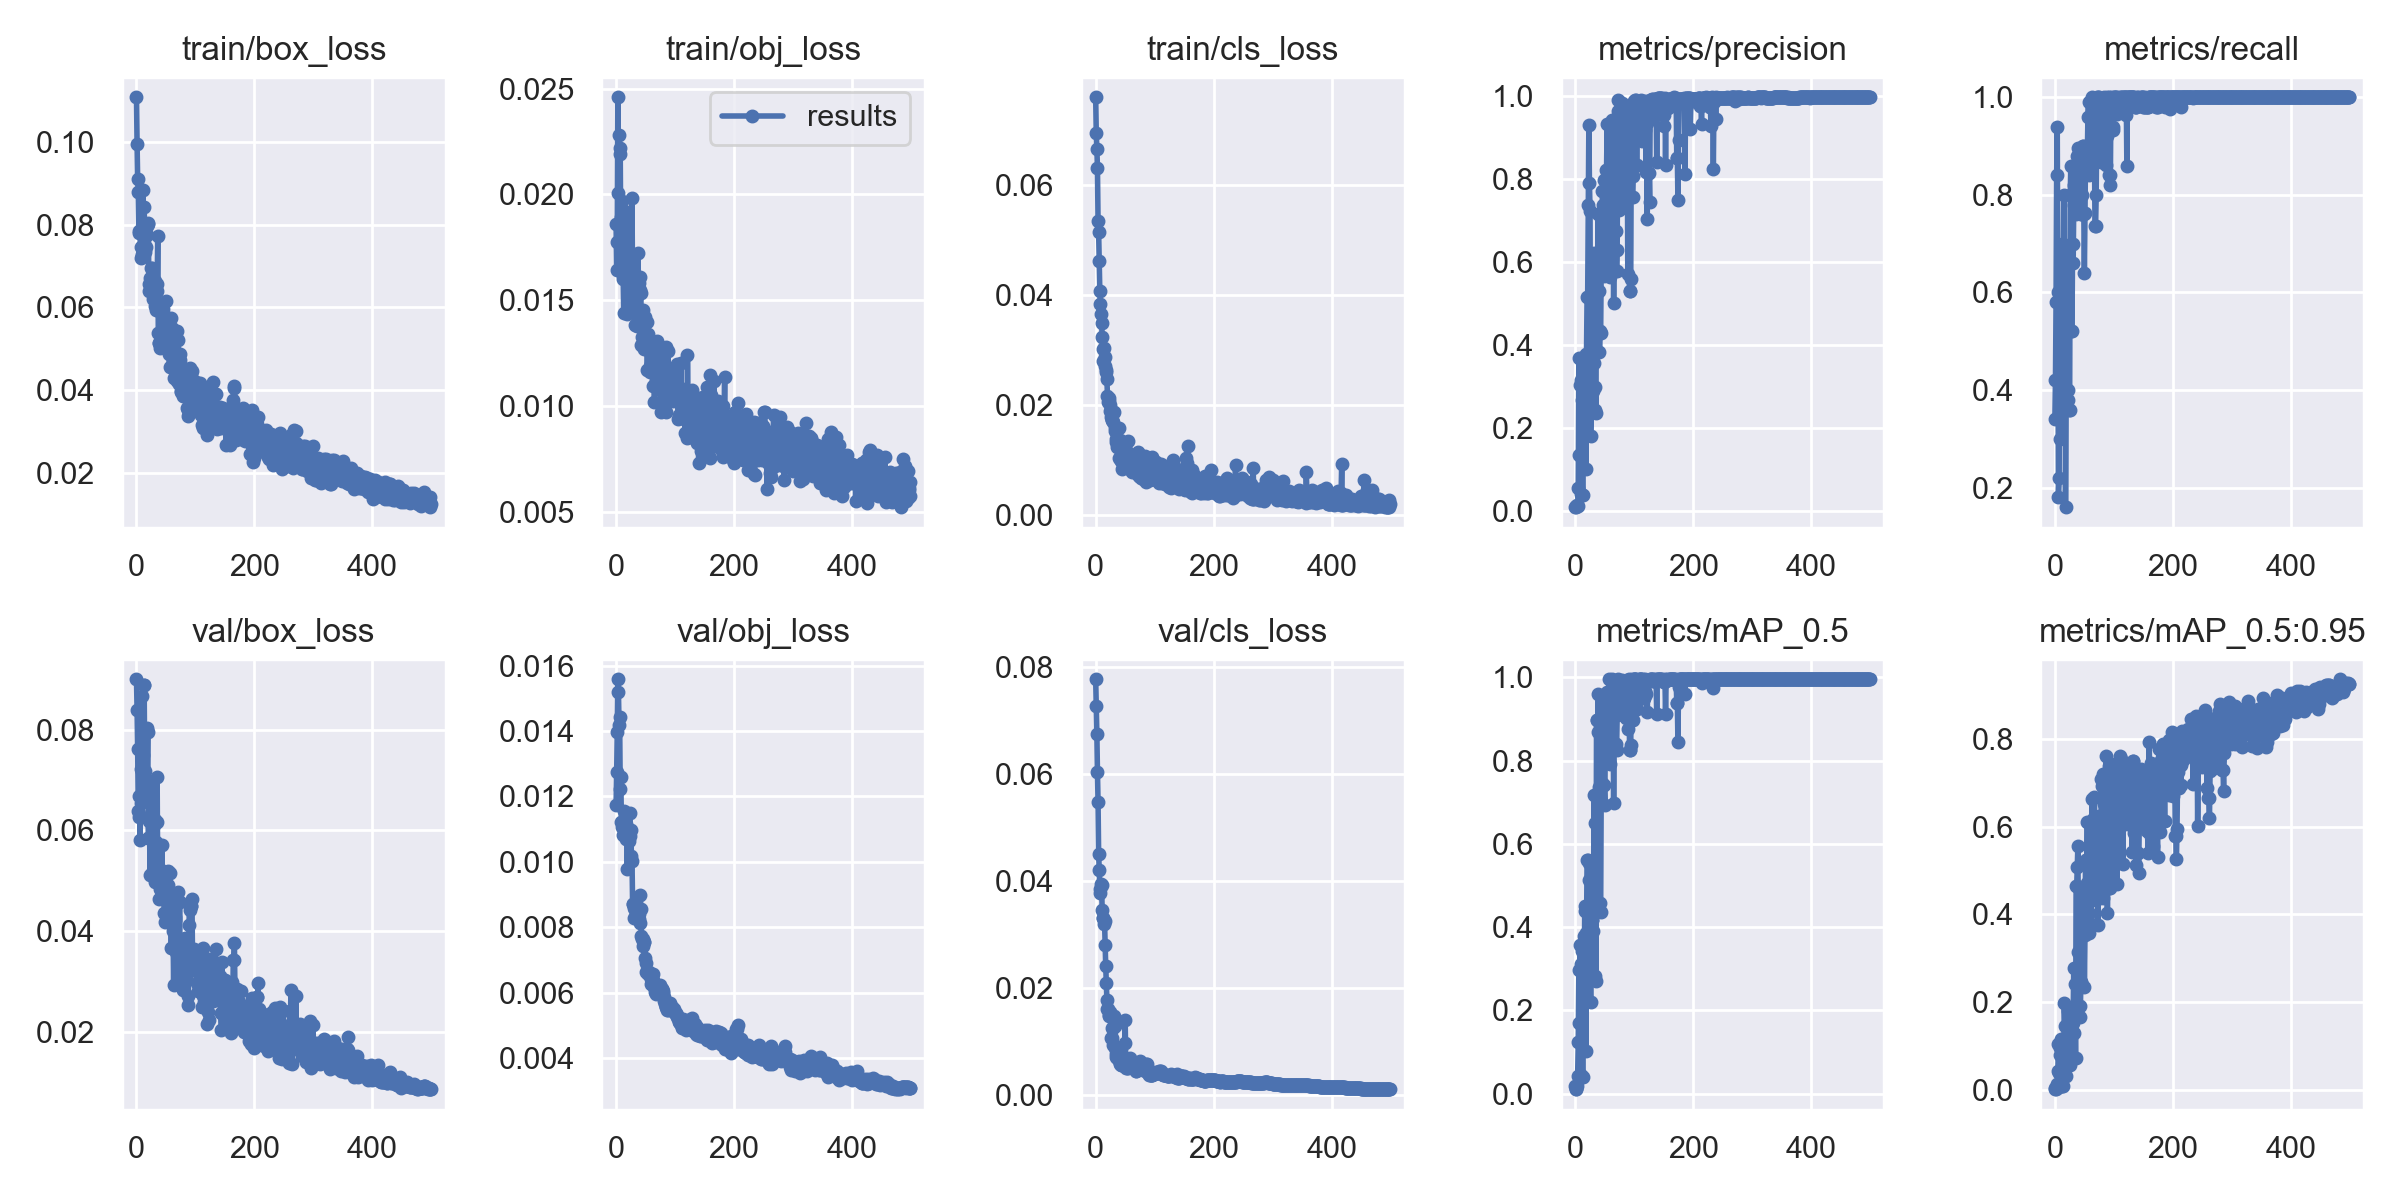 train/box_loss
0.10
0.08
0.06
0.04
0.02
0 200 400
train/obj_loss
results
0.025
0.020
0.015
0.010
0.005
0 200 400
train/cls_loss
0.06
0.04
0.02
0.00
0 200 400
metrics/precision
1.0
0.8
0.6
0.4
0.2
0.0
0 200 400
metrics/recall
1.0
0.8
0.6
0.4
0.2
0 200 400
val/box_loss
0.08
0.06
0.04
0.02
0 200 400
val/obj_loss
0.016
0.014
0.012
0.010
0.008
0.006
0.004
0 200 400
val/cls_loss
0.08
0.06
0.04
0.02
0.00
0 200 400
metrics/mAP_0.5
1.0
0.8
0.6
0.4
0.2
0.0
0 200 400
metrics/mAP_0.5:0.95
0.8
0.6
0.4
0.2
0.0
0 200 400